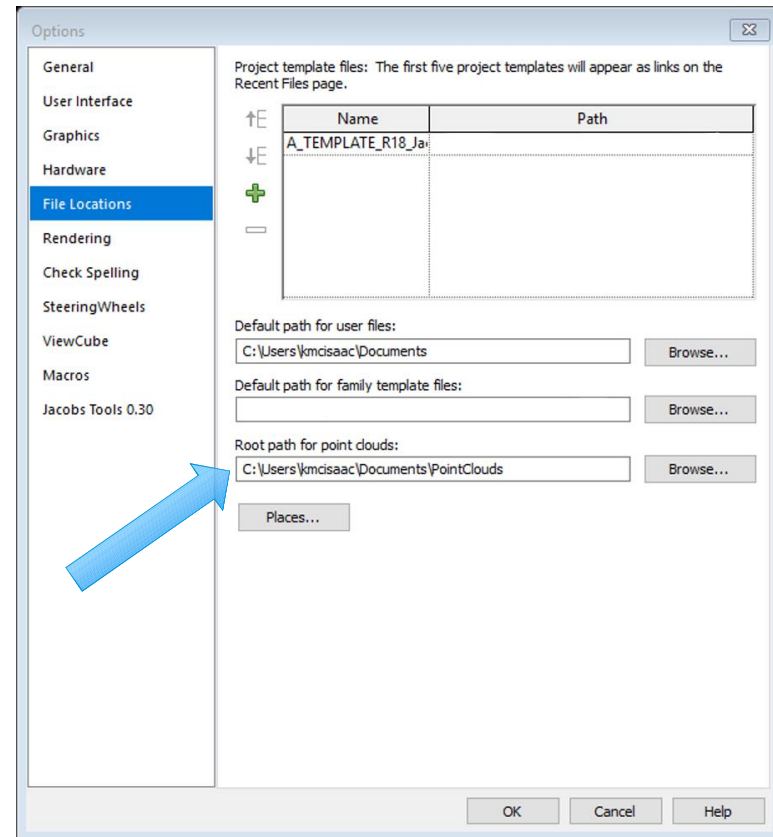 Options
General
User Interface
Graphics
Hardware
File Locations
Rendering
Check Spelling
SteeringWheels
ViewCube
Macros
Jacobs Tools 0.30
Project template files: The first five project templates will appear as links on the
Recent Files page.
Name Path
A_TEMPLATE_R18_Ja
Default path for user files:
C:\Users\kmcisaac\Documents Browse...
Default path for family template files:
Browse...
Root path for point clouds:
C:\Users\kmcisaac\Documents\PointClouds Browse...
Places...
OK Cancel Help